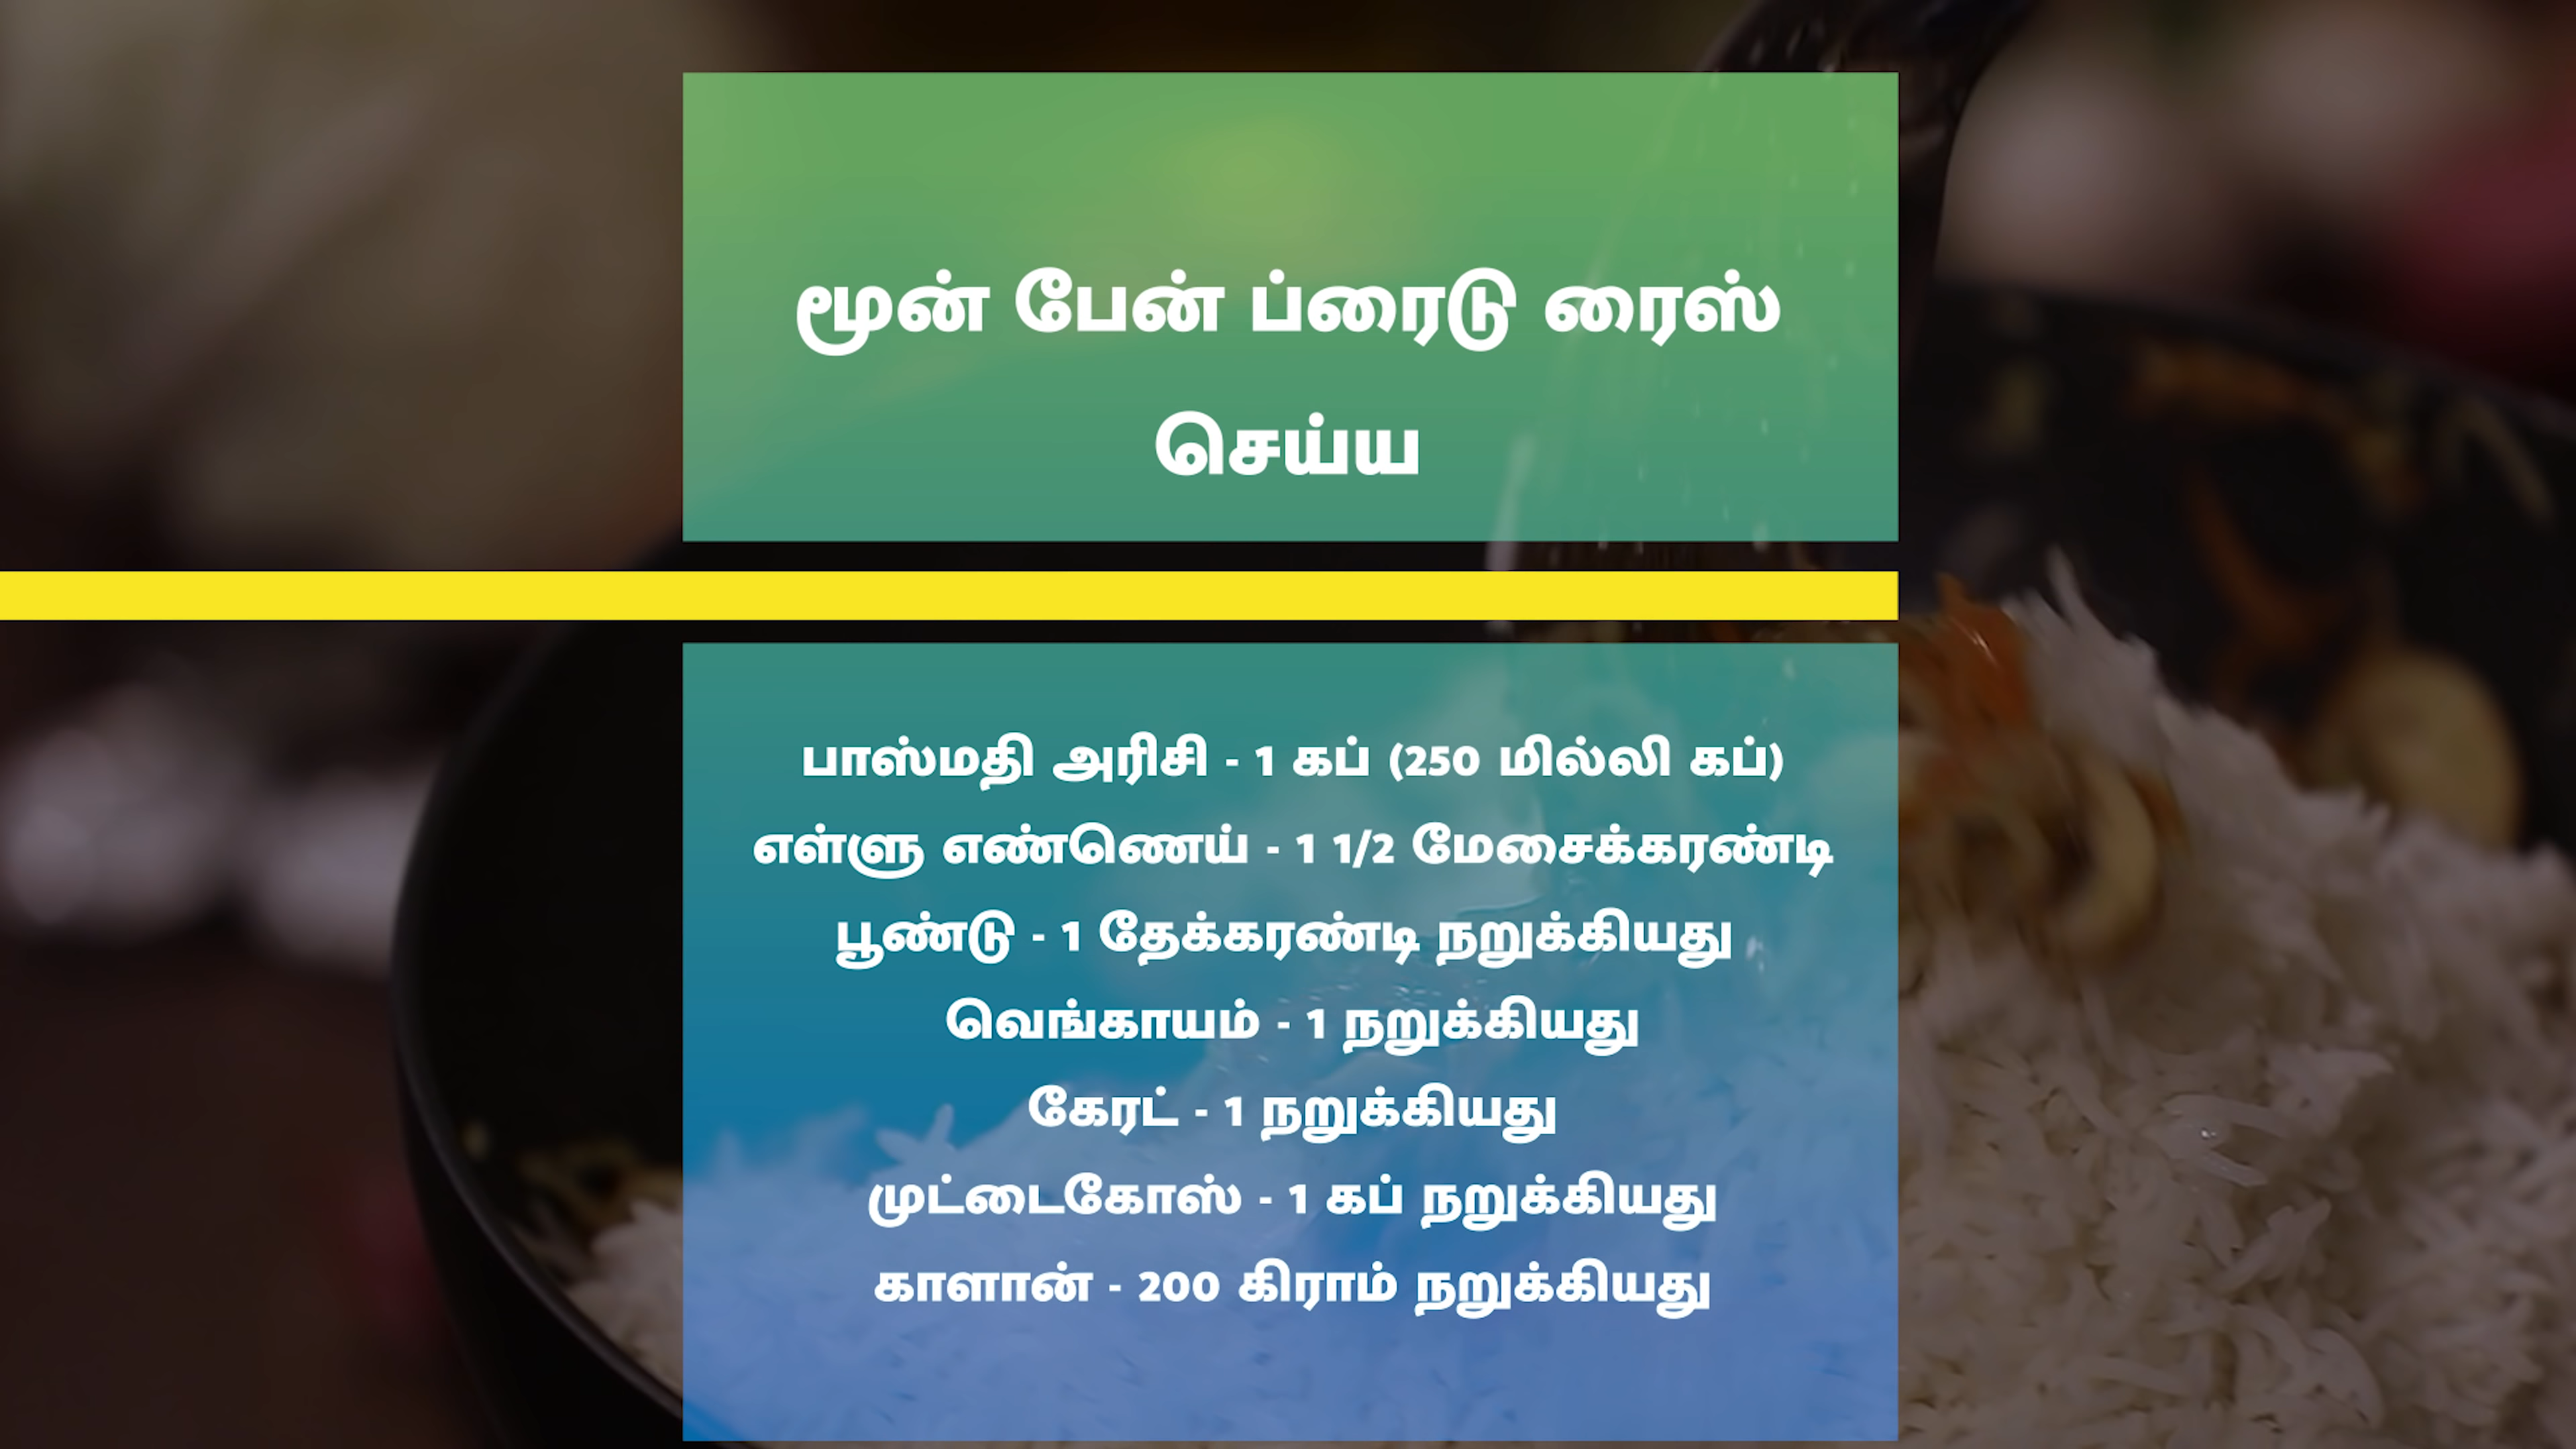 மூன் பேன் ப்ரைடு ரைஸ்
செய்ய
பாஸ்மதி அரிசி - 1 கப் (250 மில்லி கப்)
எள்ளு எண்ணெய் - 1 1/2 மேசைக்கரண்டி
பூண்டு - 1 தேக்கரண்டி நறுக்கியது
வெங்காயம் - 1 நறுக்கியது
கேரட் - 1 நறுக்கியது
முட்டைகோஸ் - 1 கப் நறுக்கியது
காளான் - 200 கிராம் நறுக்கியது